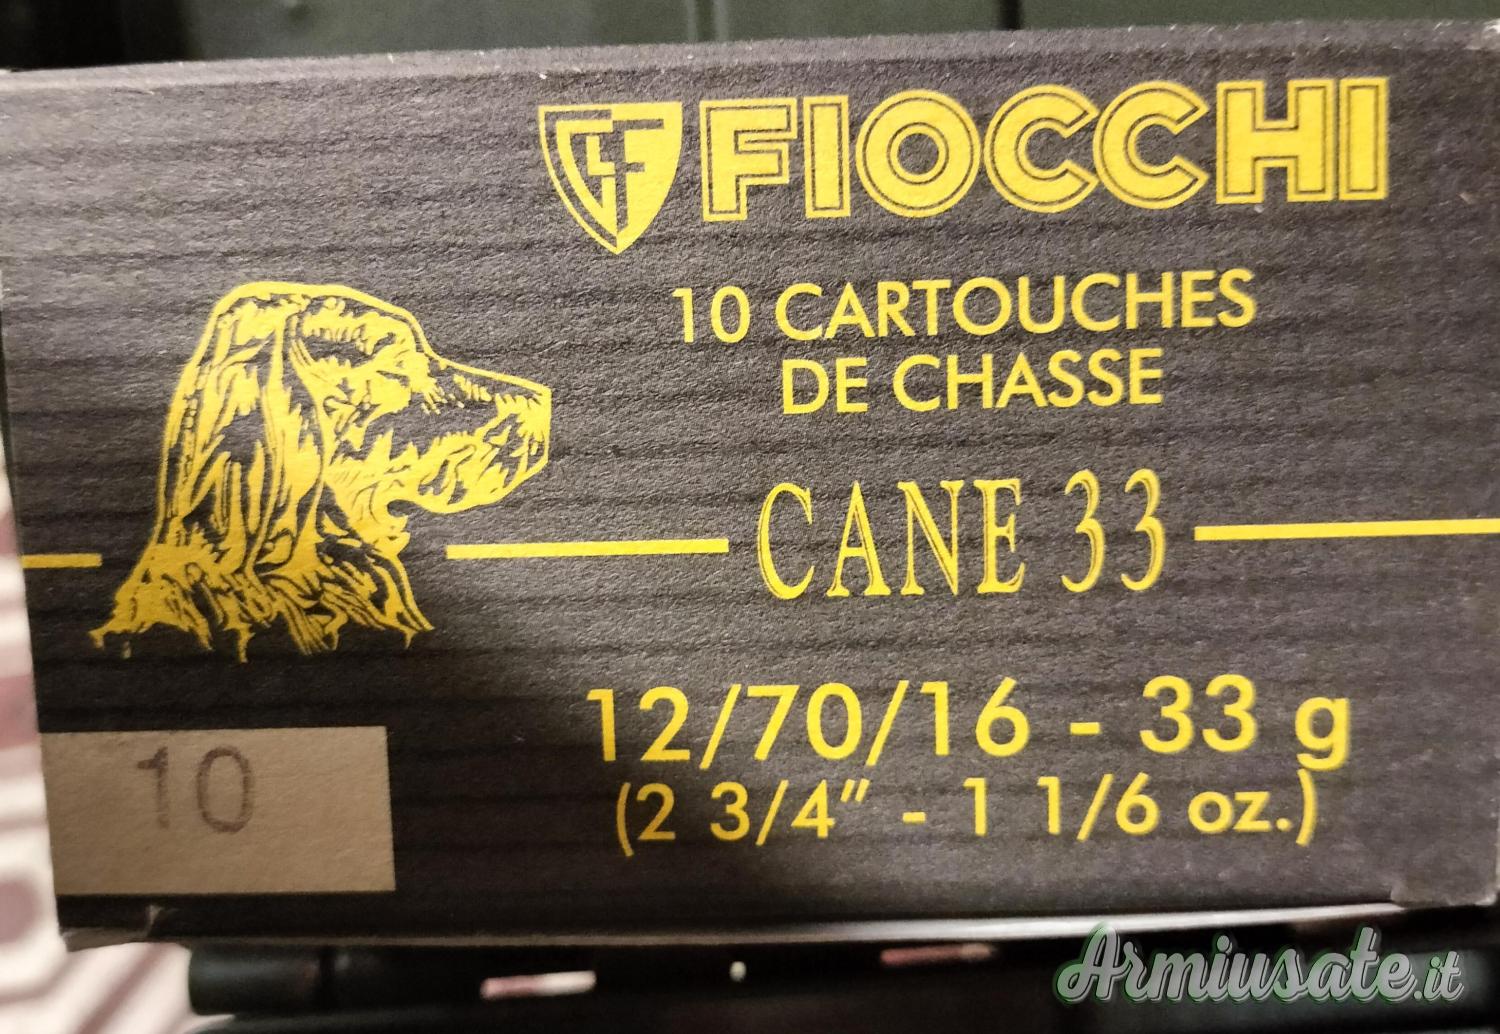 GF FIOCCHI
10 CARTOUCHES
DE CHASSE
CANE 33
12/70/16 - 33 g
(2 3/4" - 1 1/6 oz.)
10
Armiusate.it